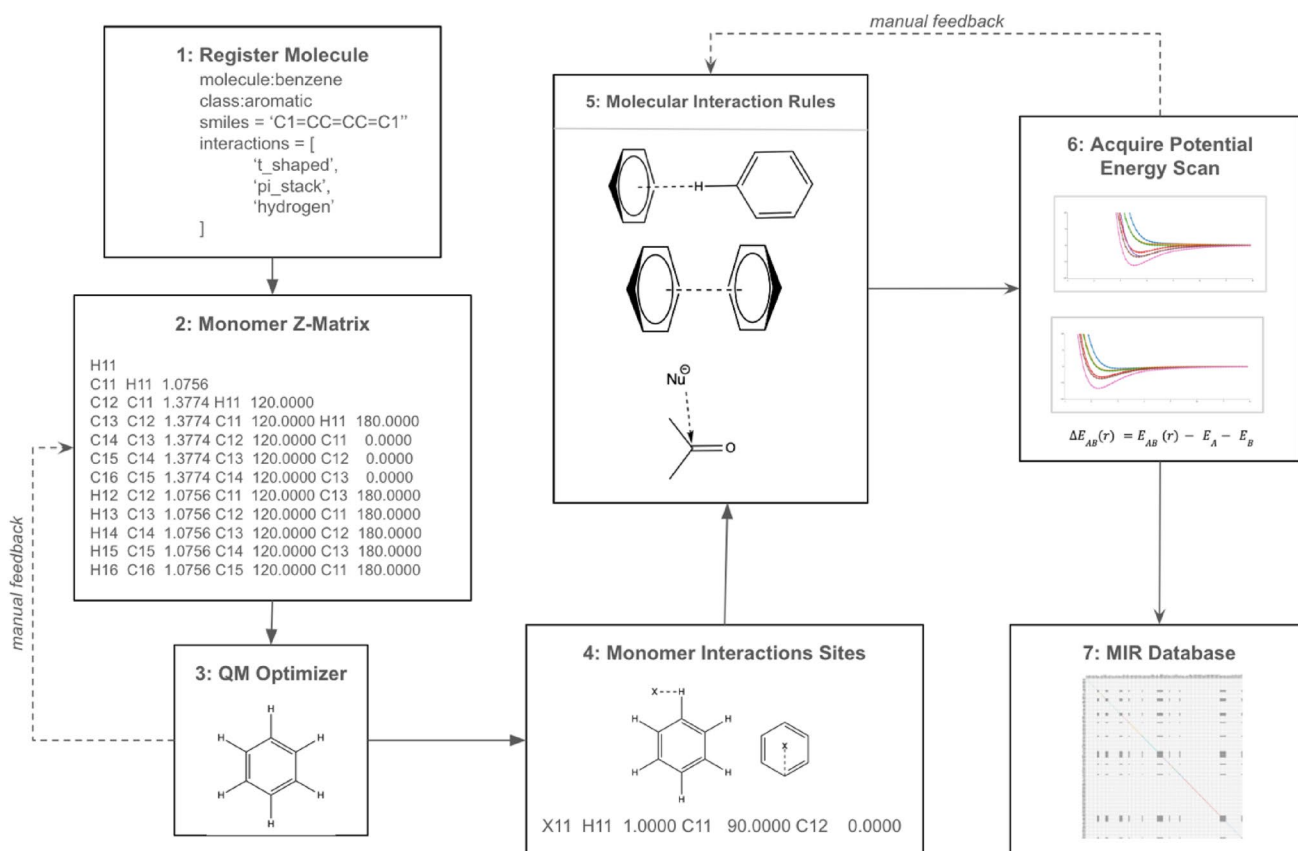 manual feedback
1: Register Molecule
molecule:benzene
class:aromatic
smiles = ‘C1=CC=CC=C1’’
interactions = [
‘t_shaped’,
‘pi_stack’,
‘hydrogen’
]
2: Monomer Z-Matrix
H11
C11 H11 1.0756
C12 C11 1.3774 H11 120.0000
C13 C12 1.3774 C11 120.0000 H11 180.0000
C14 C13 1.3774 C12 120.0000 C11 0.0000
C15 C14 1.3774 C13 120.0000 C12 0.0000
C16 C15 1.3774 C14 120.0000 C13 0.0000
H12 C12 1.0756 C11 120.0000 C13 180.0000
H13 C13 1.0756 C12 120.0000 C11 180.0000
H14 C14 1.0756 C13 120.0000 C12 180.0000
H15 C15 1.0756 C14 120.0000 C13 180.0000
H16 C16 1.0756 C15 120.0000 C11 180.0000
manual feedback
3: QM Optimizer
H
H H
H H
H
4: Monomer Interactions Sites
X H
H H
H H
H
X
X11 H11 1.0000 C11 90.0000 C12 0.0000
5: Molecular Interaction Rules
H
Nu⊖
O
6: Acquire Potential
Energy Scan
ΔE_AB(r) = E_AB(r) − E_A − E_B
7: MIR Database